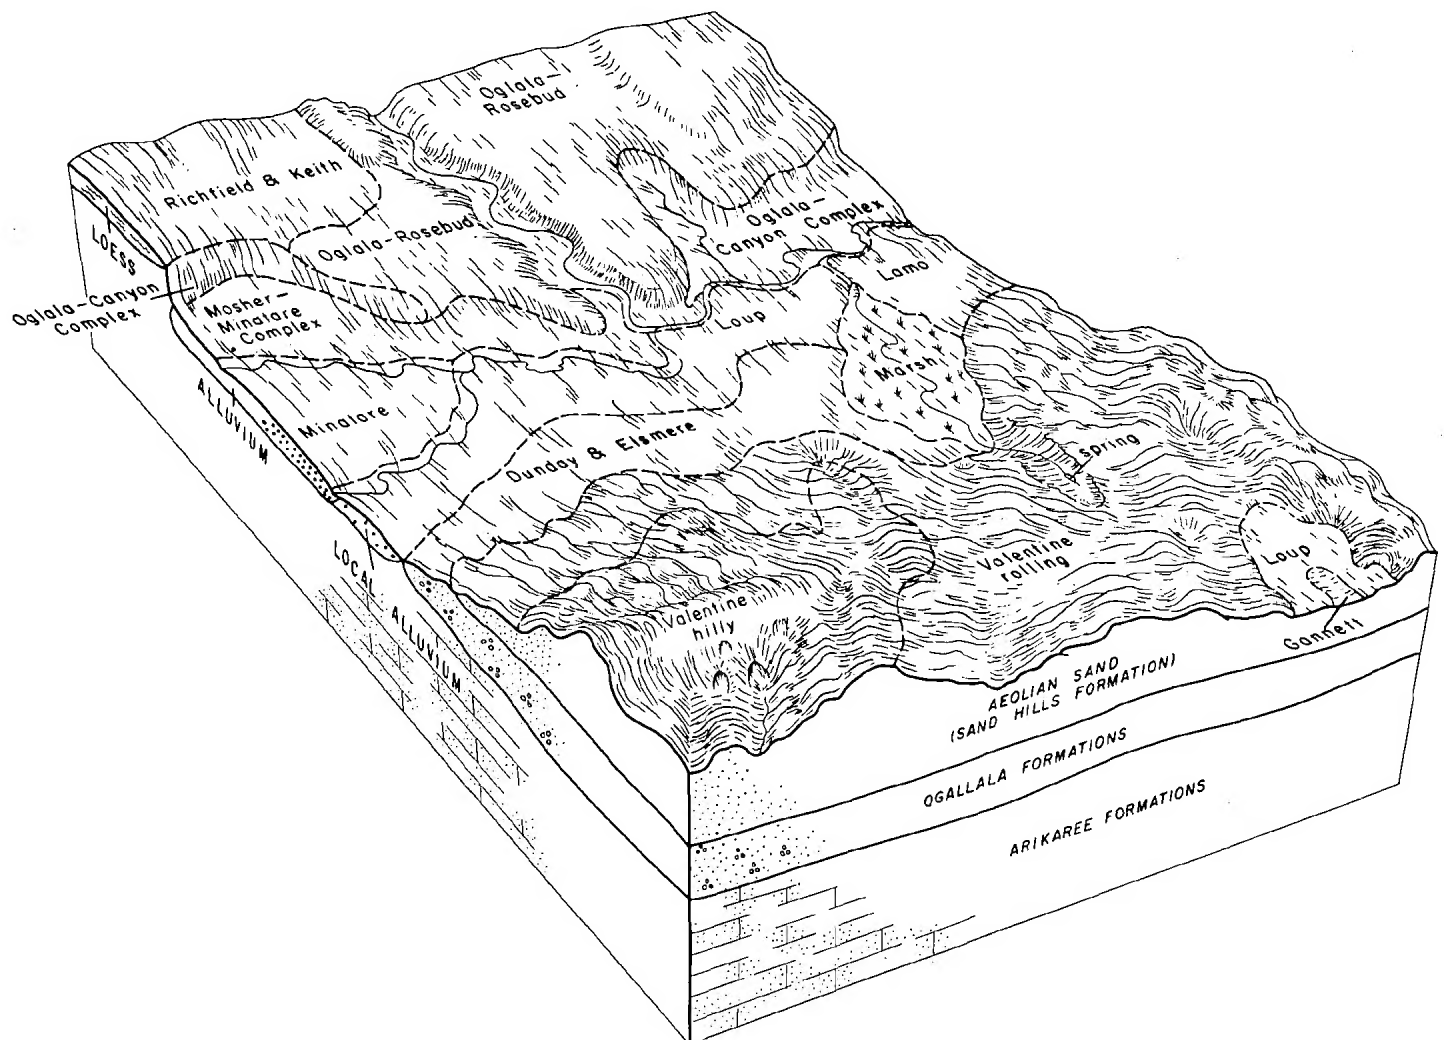 Oglala-
Rosebud
Richfield & Keith
LOESS
Oglala-Rosebud
Oglala-
Canyon Complex
Lamo
Oglala-Canyon
Complex
Mosher-
Minatare
Complex
Loup
Marsh
ALLUVIUM
Minatare
Dunday & Elsmere
spring
LOCAL ALLUVIUM
Valentine
rolling
Loup
Valentine
hilly
Gannett
AEOLIAN SAND
(SAND HILLS FORMATION)
OGALLALA FORMATIONS
ARIKAREE FORMATIONS